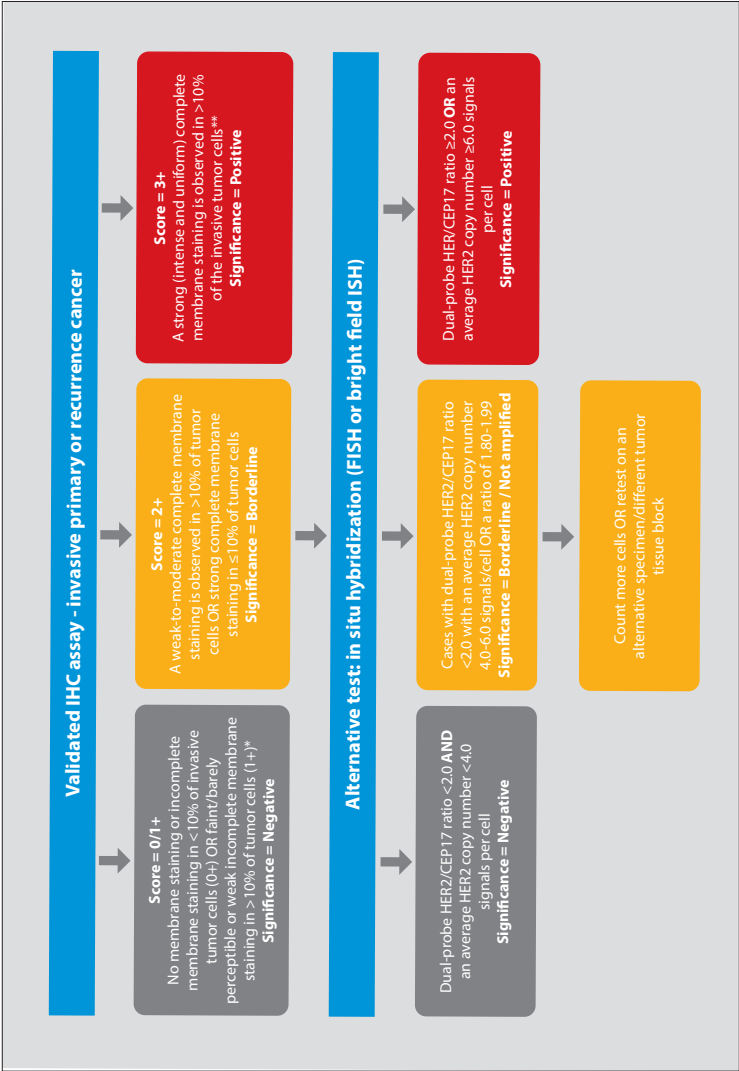 Validated IHC assay - invasive primary or recurrence cancer
Score = 0/1+
No membrane staining or incomplete
membrane staining in <10% of invasive
tumor cells (0+) OR faint/barely
perceptible or weak incomplete membrane
staining in >10% of tumor cells (1+)*
Significance = Negative
Score = 2+
A weak-to-moderate complete membrane
staining is observed in >10% of tumor
cells OR strong complete membrane
staining in ≤10% of tumor cells
Significance = Borderline
Score = 3+
A strong (intense and uniform) complete
membrane staining is observed in >10%
of the invasive tumor cells**
Significance = Positive
Alternative test: in situ hybridization (FISH or bright field ISH)
Dual-probe HER2/CEP17 ratio <2.0 AND
an average HER2 copy number <4.0
signals per cell
Significance = Negative
Cases with dual-probe HER2/CEP17 ratio
<2.0 with an average HER2 copy number
4.0-6.0 signals/cell OR a ratio of 1.80-1.99
Significance = Borderline / Not amplified
Dual-probe HER/CEP17 ratio ≥2.0 OR an
average HER2 copy number ≥6.0 signals
per cell
Significance = Positive
Count more cells OR retest on an
alternative specimen/different tumor
tissue block